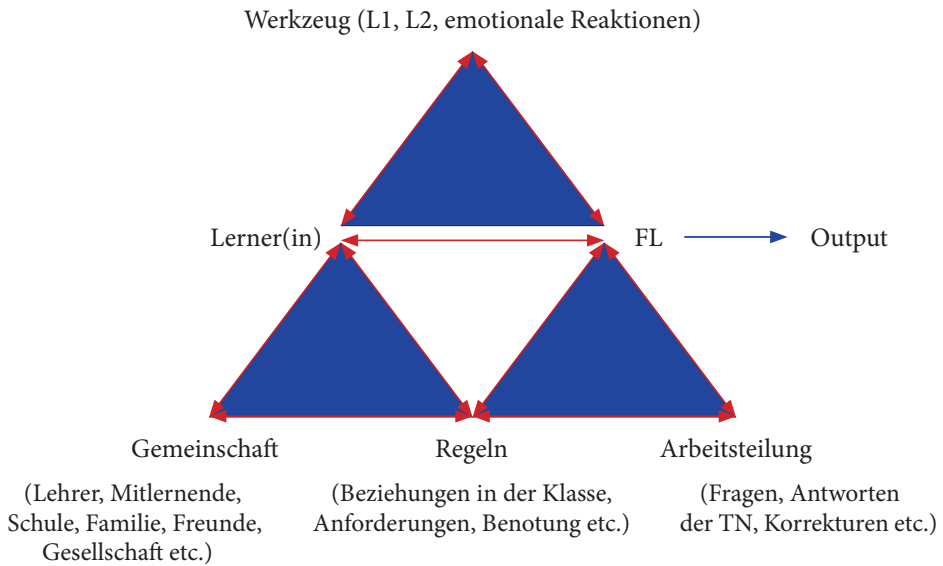 Werkzeug (L1, L2, emotionale Reaktionen)
Lerner(in)
FL
Output
Gemeinschaft
Regeln
Arbeitsteilung
(Lehrer, Mitlernende,
Schule, Familie, Freunde,
Gesellschaft etc.)
(Beziehungen in der Klasse,
Anforderungen, Benotung etc.)
(Fragen, Antworten
der TN, Korrekturen etc.)